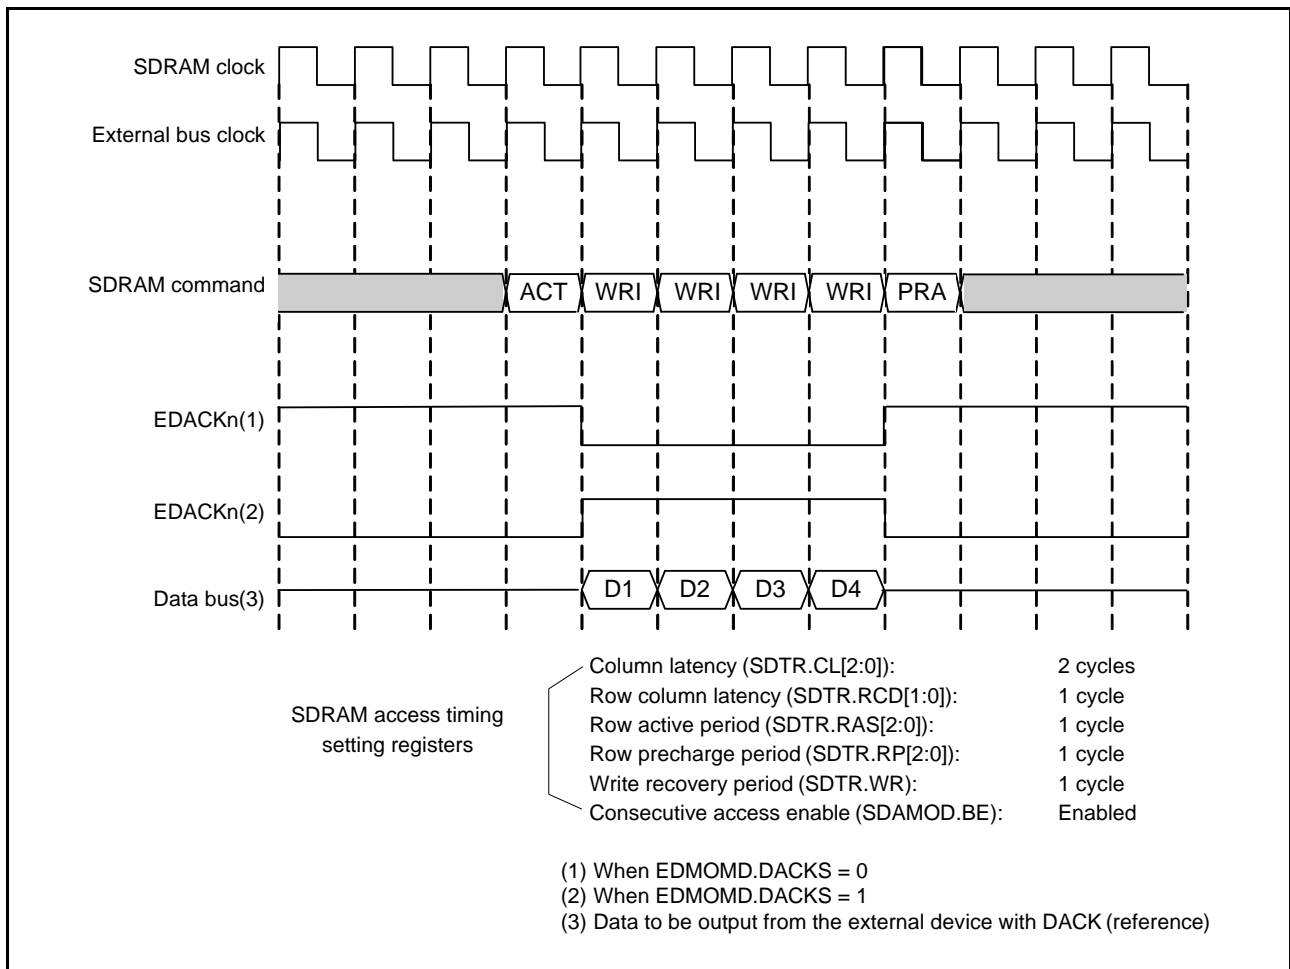 SDRAM clock
External bus clock
SDRAM command
ACT WRI WRI WRI WRI PRA
EDACKn(1)
EDACKn(2)
Data bus(3)
D1 D2 D3 D4
SDRAM access timing
setting registers
Column latency (SDTR.CL[2:0]): 2 cycles
Row column latency (SDTR.RCD[1:0]): 1 cycle
Row active period (SDTR.RAS[2:0]): 1 cycle
Row precharge period (SDTR.RP[2:0]): 1 cycle
Write recovery period (SDTR.WR): 1 cycle
Consecutive access enable (SDAMOD.BE): Enabled
(1) When EDMOMD.DACKS = 0
(2) When EDMOMD.DACKS = 1
(3) Data to be output from the external device with DACK (reference)